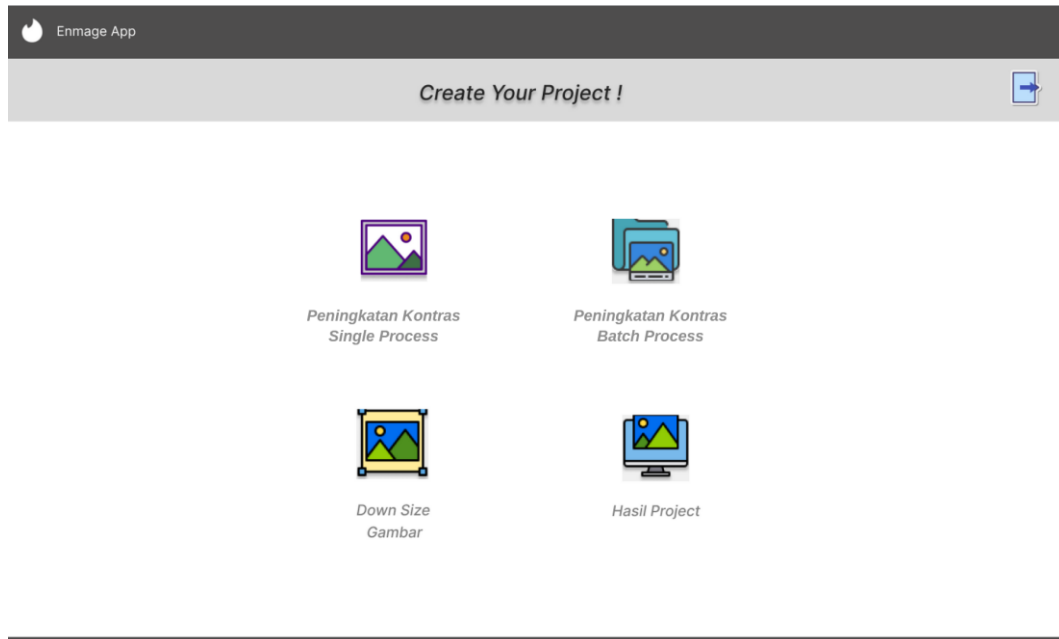 Enmage App
Create Your Project !
Peningkatan Kontras
Single Process
Peningkatan Kontras
Batch Process
Down Size
Gambar
Hasil Project